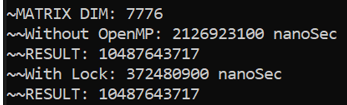 ~MATRIX DIM: 7776
~~Without OpenMP: 2126923100 nanoSec
~~RESULT: 10487643717
~~With Lock: 372480900 nanoSec
~~RESULT: 10487643717